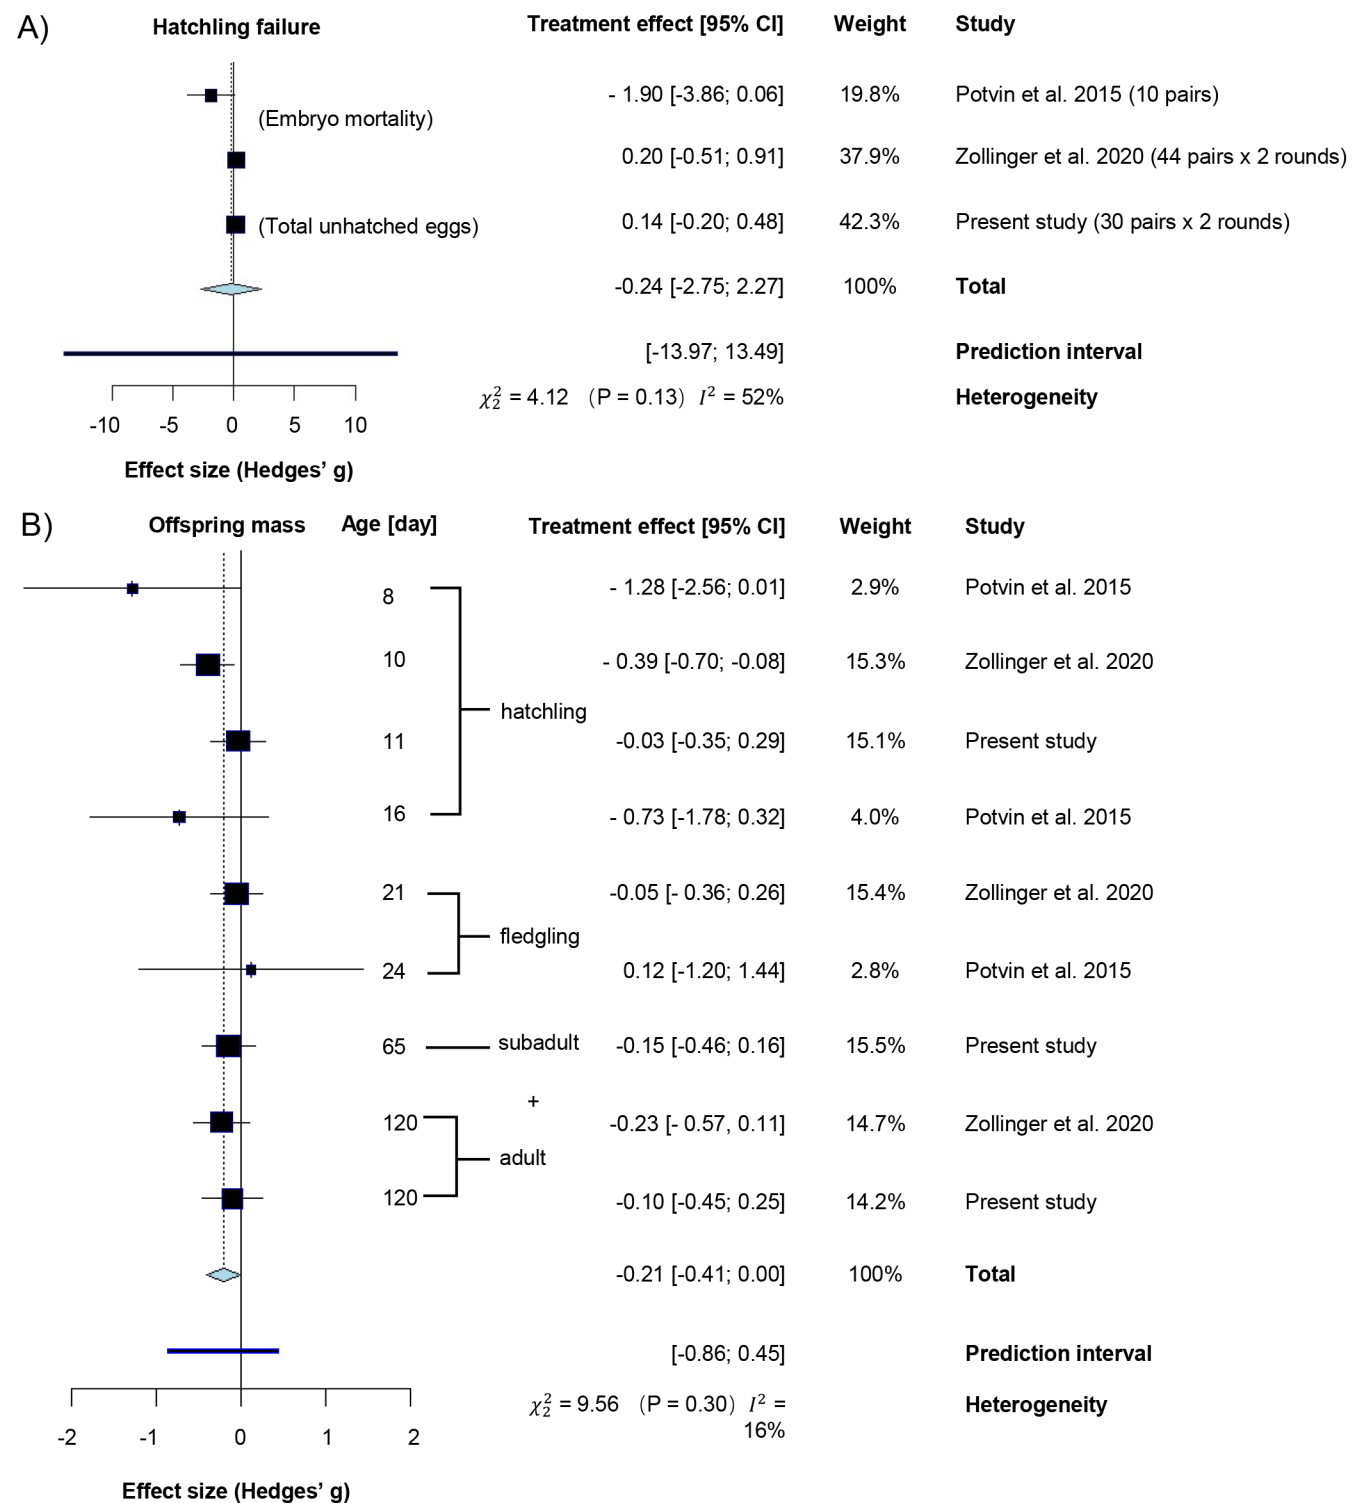 A)
Hatchling failure Treatment effect [95% CI] Weight Study
- 1.90 [-3.86; 0.06] 19.8% Potvin et al. 2015 (10 pairs)
(Embryo mortality)
0.20 [-0.51; 0.91] 37.9% Zollinger et al. 2020 (44 pairs x 2 rounds)
(Total unhatched eggs) 0.14 [-0.20; 0.48] 42.3% Present study (30 pairs x 2 rounds)
-0.24 [-2.75; 2.27] 100% Total
[-13.97; 13.49] Prediction interval
χ²₂ = 4.12 (P = 0.13) I² = 52% Heterogeneity
-10 -5 0 5 10
Effect size (Hedges’ g)
B)
Offspring mass Age [day] Treatment effect [95% CI] Weight Study
8 - 1.28 [-2.56; 0.01] 2.9% Potvin et al. 2015
10 - 0.39 [-0.70; -0.08] 15.3% Zollinger et al. 2020
hatchling
11 -0.03 [-0.35; 0.29] 15.1% Present study
16 - 0.73 [-1.78; 0.32] 4.0% Potvin et al. 2015
21 -0.05 [- 0.36; 0.26] 15.4% Zollinger et al. 2020
fledgling
24 0.12 [-1.20; 1.44] 2.8% Potvin et al. 2015
65 subadult -0.15 [-0.46; 0.16] 15.5% Present study
+
120 -0.23 [- 0.57, 0.11] 14.7% Zollinger et al. 2020
adult
120 -0.10 [-0.45; 0.25] 14.2% Present study
-0.21 [-0.41; 0.00] 100% Total
[-0.86; 0.45] Prediction interval
χ²₂ = 9.56 (P = 0.30) I² = Heterogeneity
16%
-2 -1 0 1 2
Effect size (Hedges’ g)